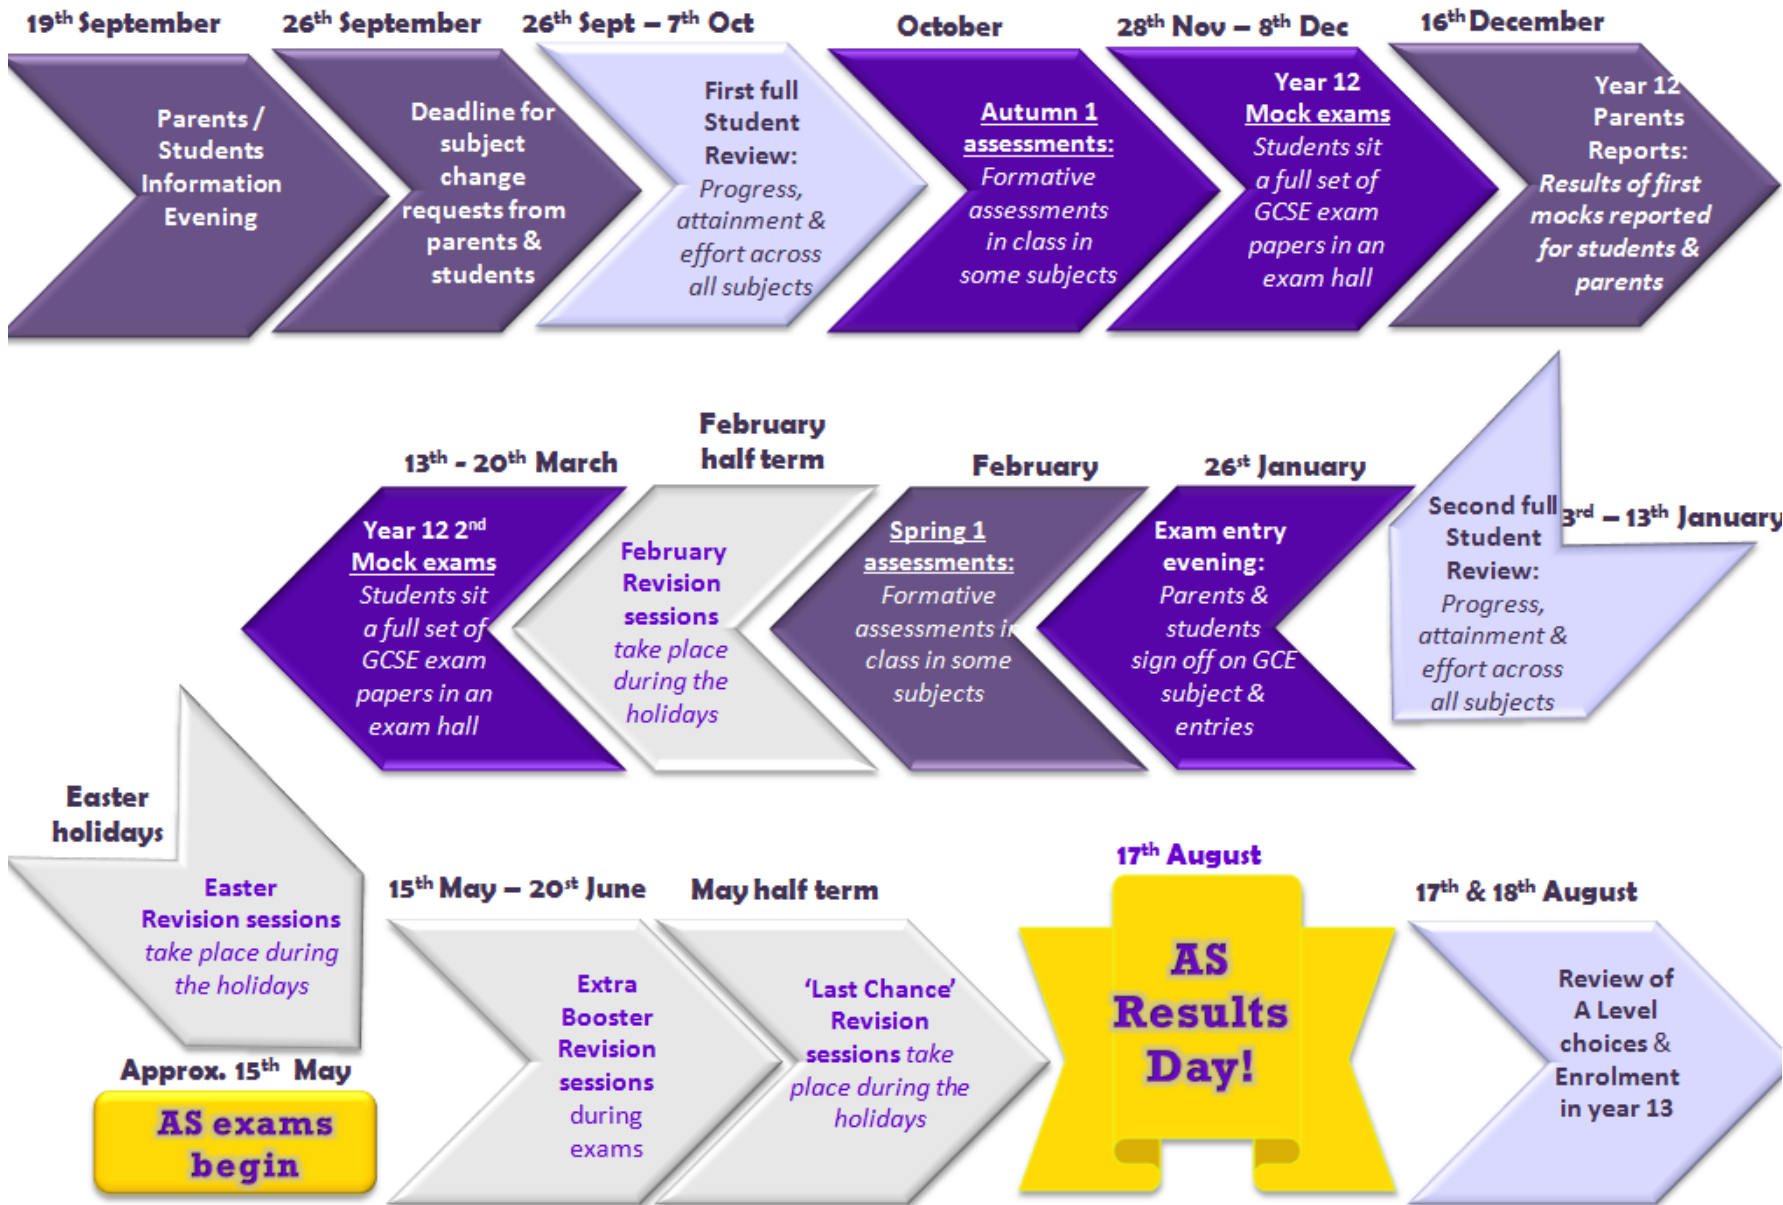 19th September
Parents /
Students
Information
Evening
26th September
Deadline for
subject
change
requests from
parents &
students
26th Sept – 7th Oct
First full
Student
Review:
Progress,
attainment &
effort across
all subjects
October
Autumn 1
assessments:
Formative
assessments
in class in
some subjects
28th Nov – 8th Dec
Year 12
Mock exams
Students sit
a full set of
GCSE exam
papers in an
exam hall
16th December
Year 12
Parents
Reports:
Results of first
mocks reported
for students &
parents
3rd – 13th January
Second full
Student
Review:
Progress,
attainment &
effort across
all subjects
26st January
Exam entry
evening:
Parents &
students
sign off on GCE
subject &
entries
February
Spring 1
assessments:
Formative
assessments in
class in some
subjects
February
half term
February
Revision
sessions
take place
during the
holidays
13th - 20th March
Year 12 2nd
Mock exams
Students sit
a full set of
GCSE exam
papers in an
exam hall
Easter
holidays
Easter
Revision sessions
take place during
the holidays
Approx. 15th May
AS exams
begin
15th May – 20st June
Extra
Booster
Revision
sessions
during
exams
May half term
‘Last Chance’
Revision
sessions take
place during the
holidays
17th August
AS
Results
Day!
17th & 18th August
Review of
A Level
choices &
Enrolment
in year 13